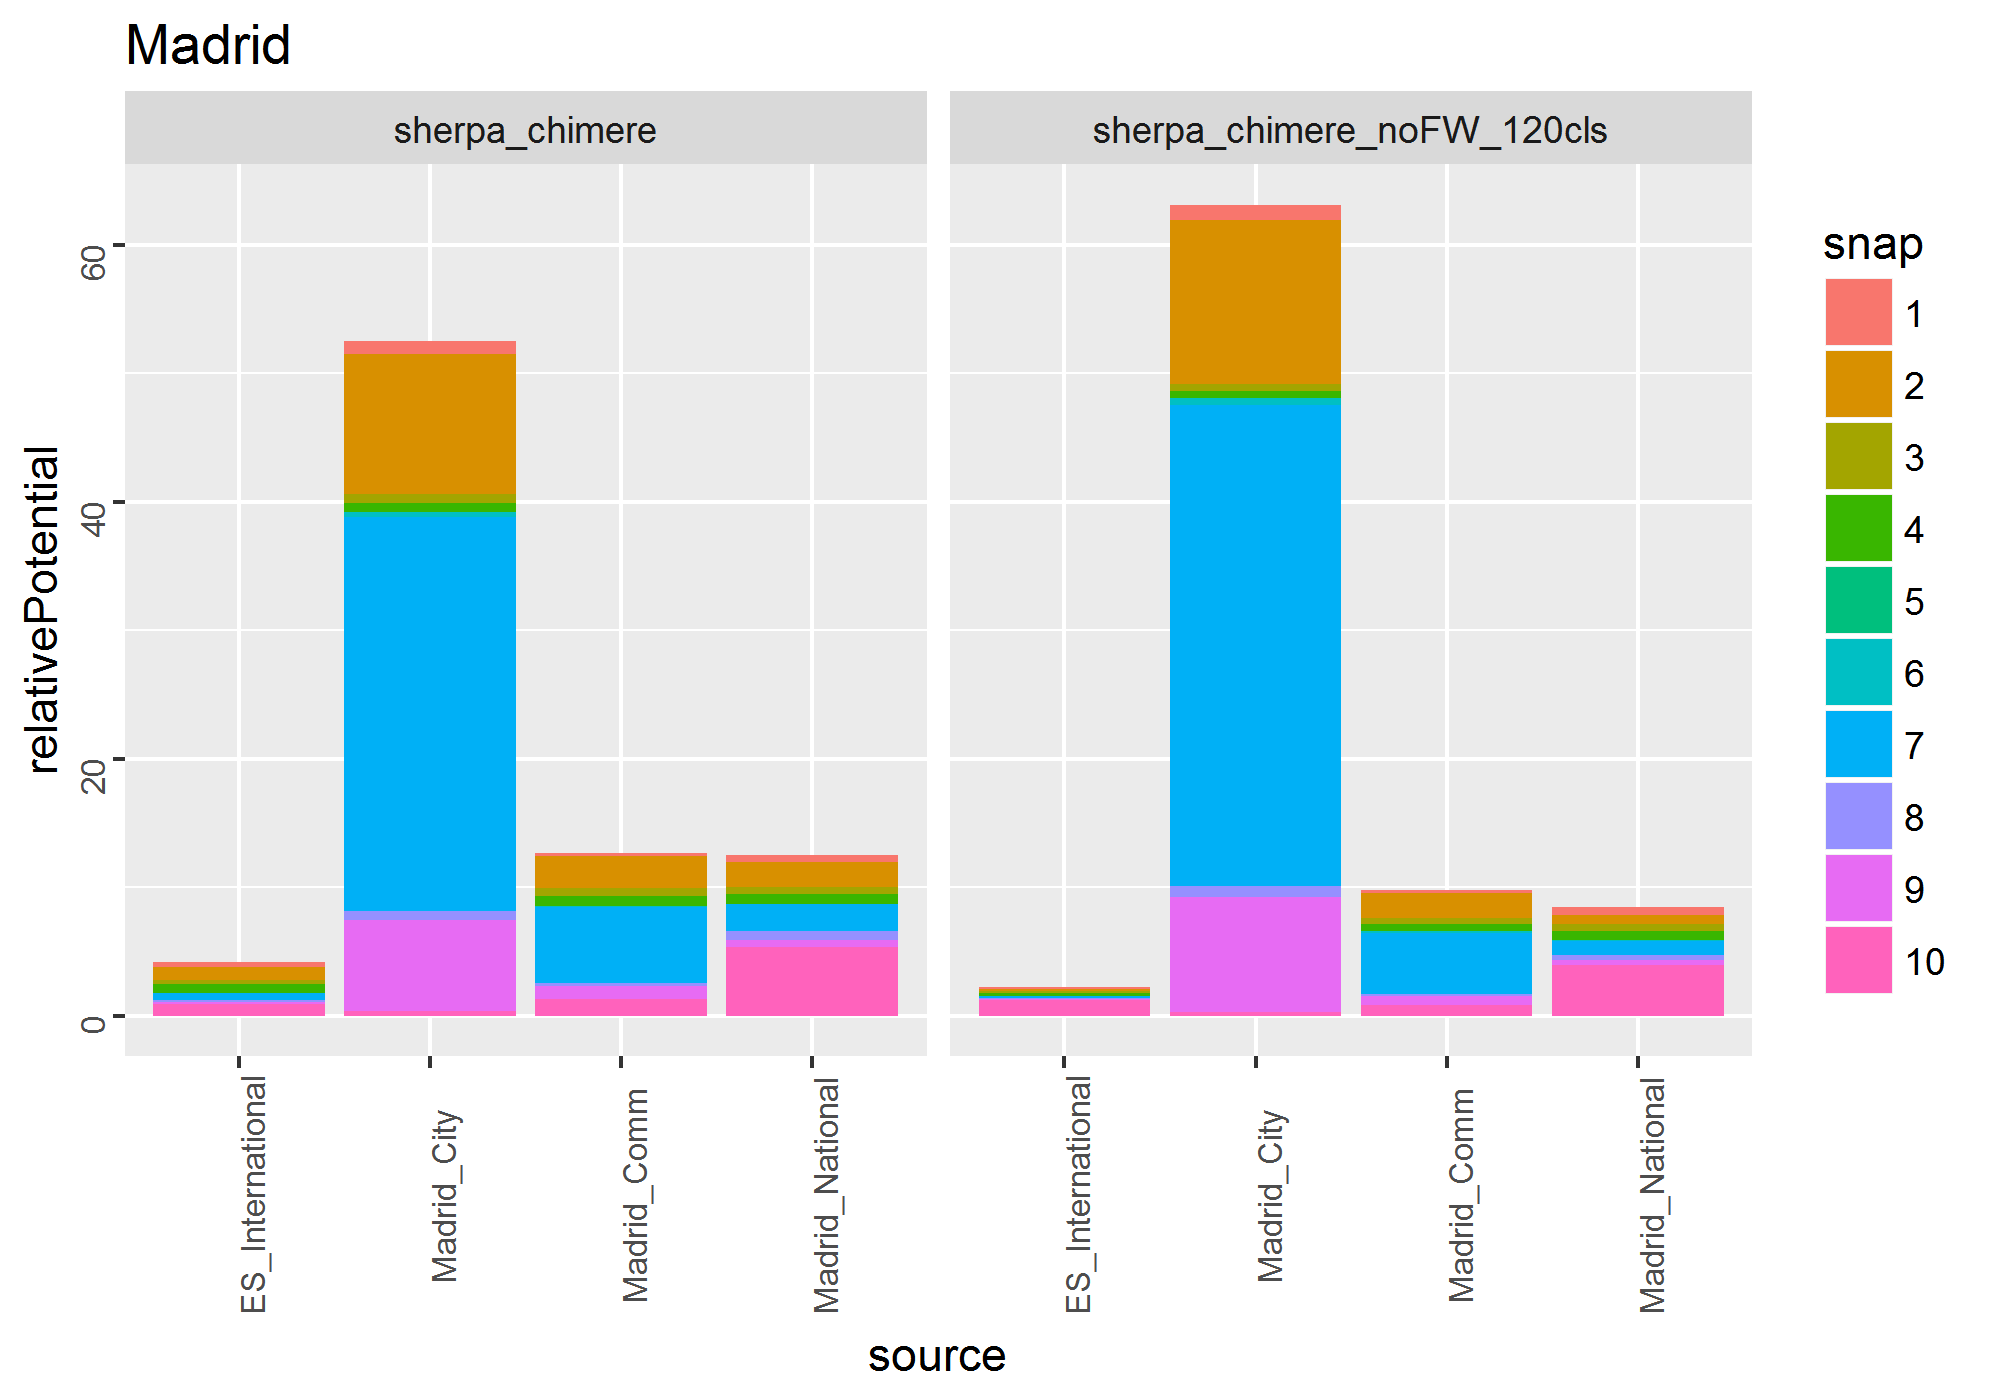 Madrid
sherpa_chimere
sherpa_chimere_noFW_120cls
relativePotential
60
40
20
0
ES_International
Madrid_City
Madrid_Comm
Madrid_National
ES_International
Madrid_City
Madrid_Comm
Madrid_National
source
snap
1
2
3
4
5
6
7
8
9
10